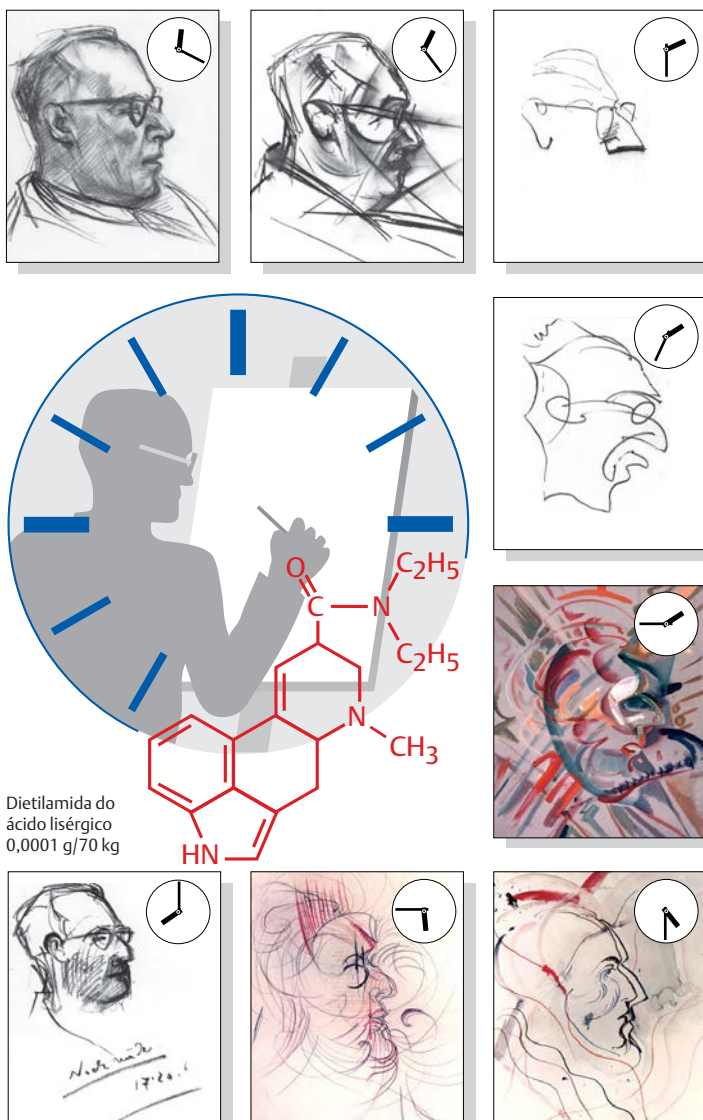 O
C
N
C₂H₅
C₂H₅
N
CH₃
HN
Dietilamida do
ácido lisérgico
0,0001 g/70 kg